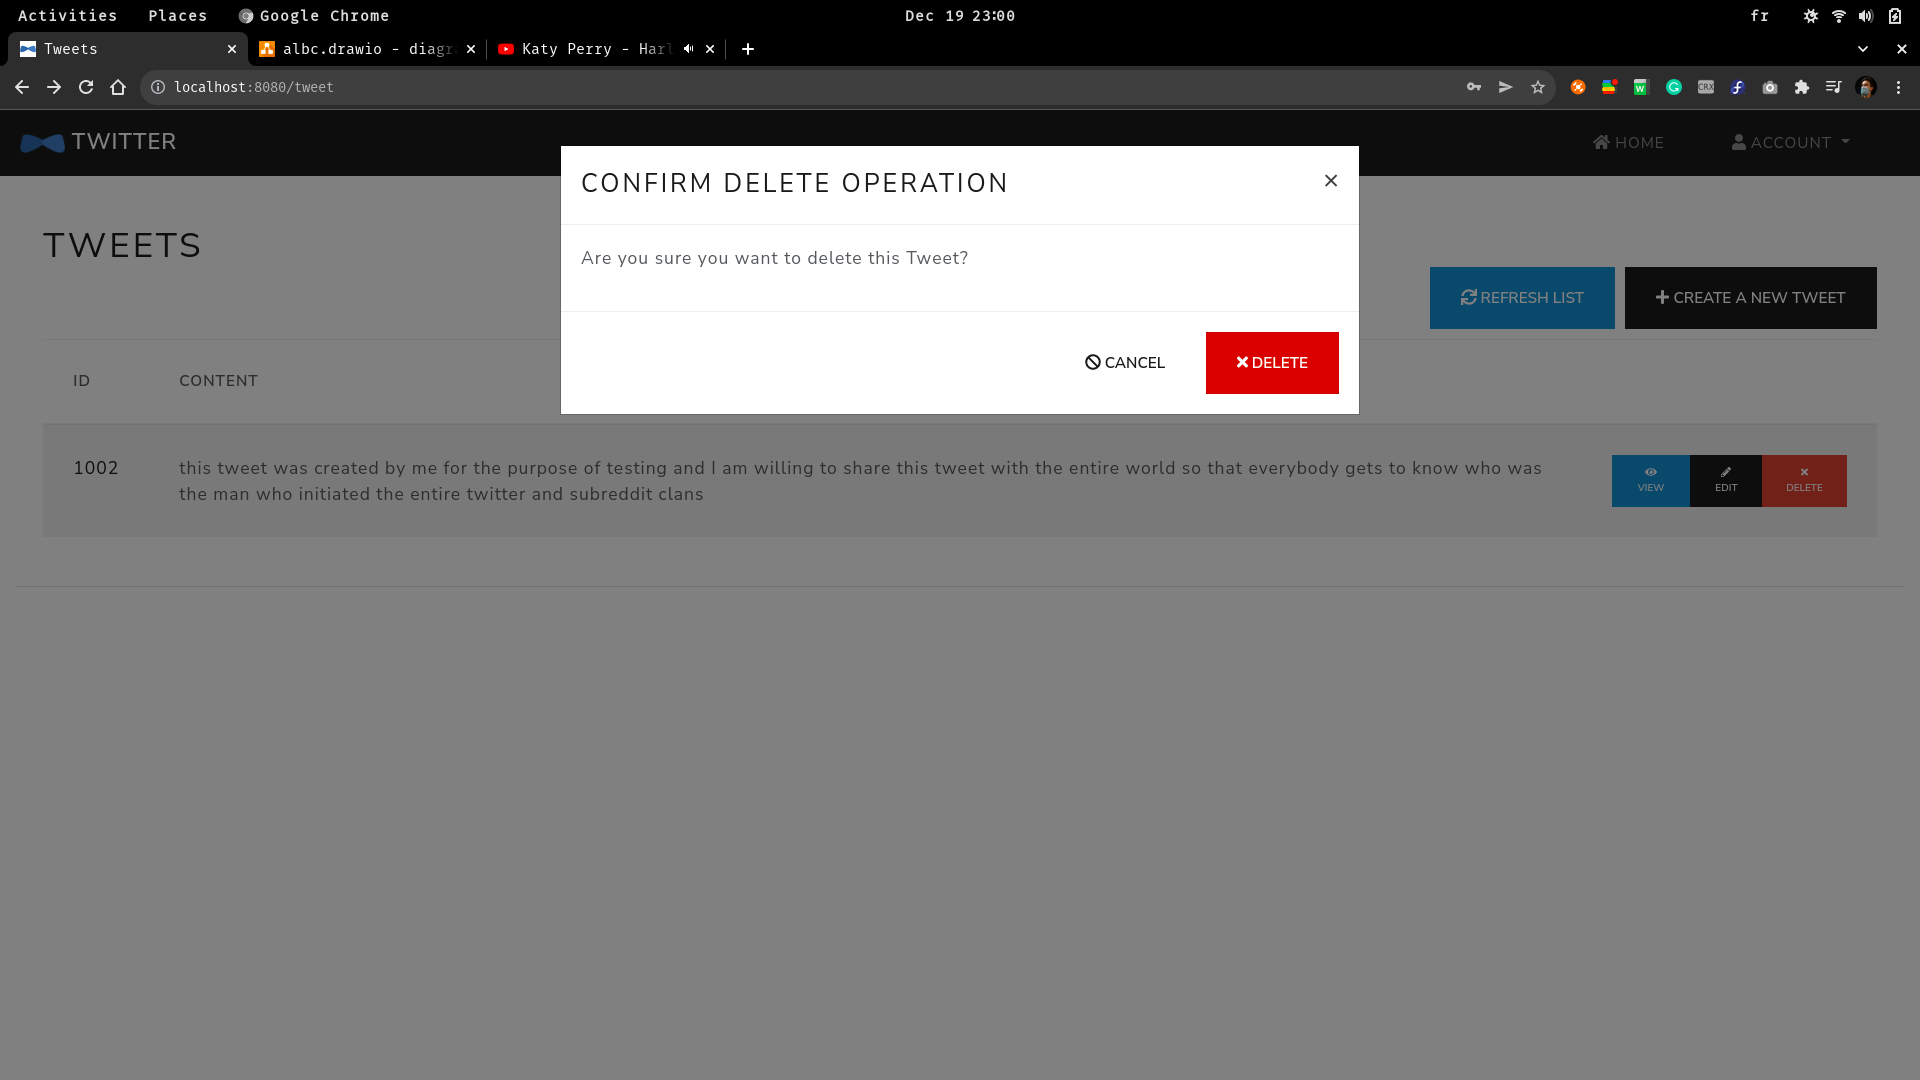 Activities Places Google Chrome Dec 19 23:00 fr
Tweets albc.drawio - diagr Katy Perry - Harl
localhost:8080/tweet
TWITTER HOME ACCOUNT
CONFIRM DELETE OPERATION
Are you sure you want to delete this Tweet?
CANCEL DELETE
TWEETS
REFRESH LIST CREATE A NEW TWEET
ID CONTENT
1002 this tweet was created by me for the purpose of testing and I am willing to share this tweet with the entire world so that everybody gets to know who was
the man who initiated the entire twitter and subreddit clans
VIEW EDIT DELETE